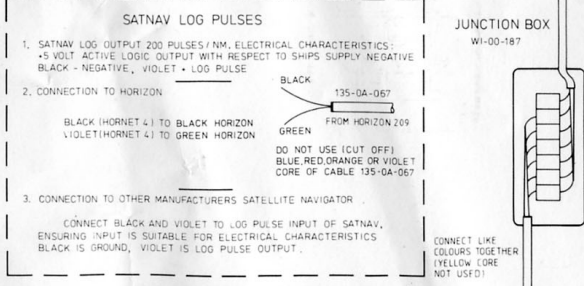 SATNAV LOG PULSES
1. SATNAV LOG OUTPUT 200 PULSES/NM. ELECTRICAL CHARACTERISTICS:
+5 VOLT ACTIVE LOGIC OUTPUT WITH RESPECT TO SHIPS SUPPLY NEGATIVE
BLACK - NEGATIVE, VIOLET + LOG PULSE
2. CONNECTION TO HORIZON
BLACK (HORNET 4) TO BLACK HORIZON
VIOLET (HORNET 4) TO GREEN HORIZON
BLACK
135-0A-067
FROM HORIZON 209
GREEN
DO NOT USE (CUT OFF)
BLUE, RED, ORANGE OR VIOLET
CORE OF CABLE 135-0A-067
3. CONNECTION TO OTHER MANUFACTURERS SATELLITE NAVIGATOR.
CONNECT BLACK AND VIOLET TO LOG PULSE INPUT OF SATNAV,
ENSURING INPUT IS SUITABLE FOR ELECTRICAL CHARACTERISTICS
BLACK IS GROUND, VIOLET IS LOG PULSE OUTPUT.
JUNCTION BOX
WI-00-187
CONNECT LIKE
COLOURS TOGETHER
(YELLOW CORE
NOT USED)